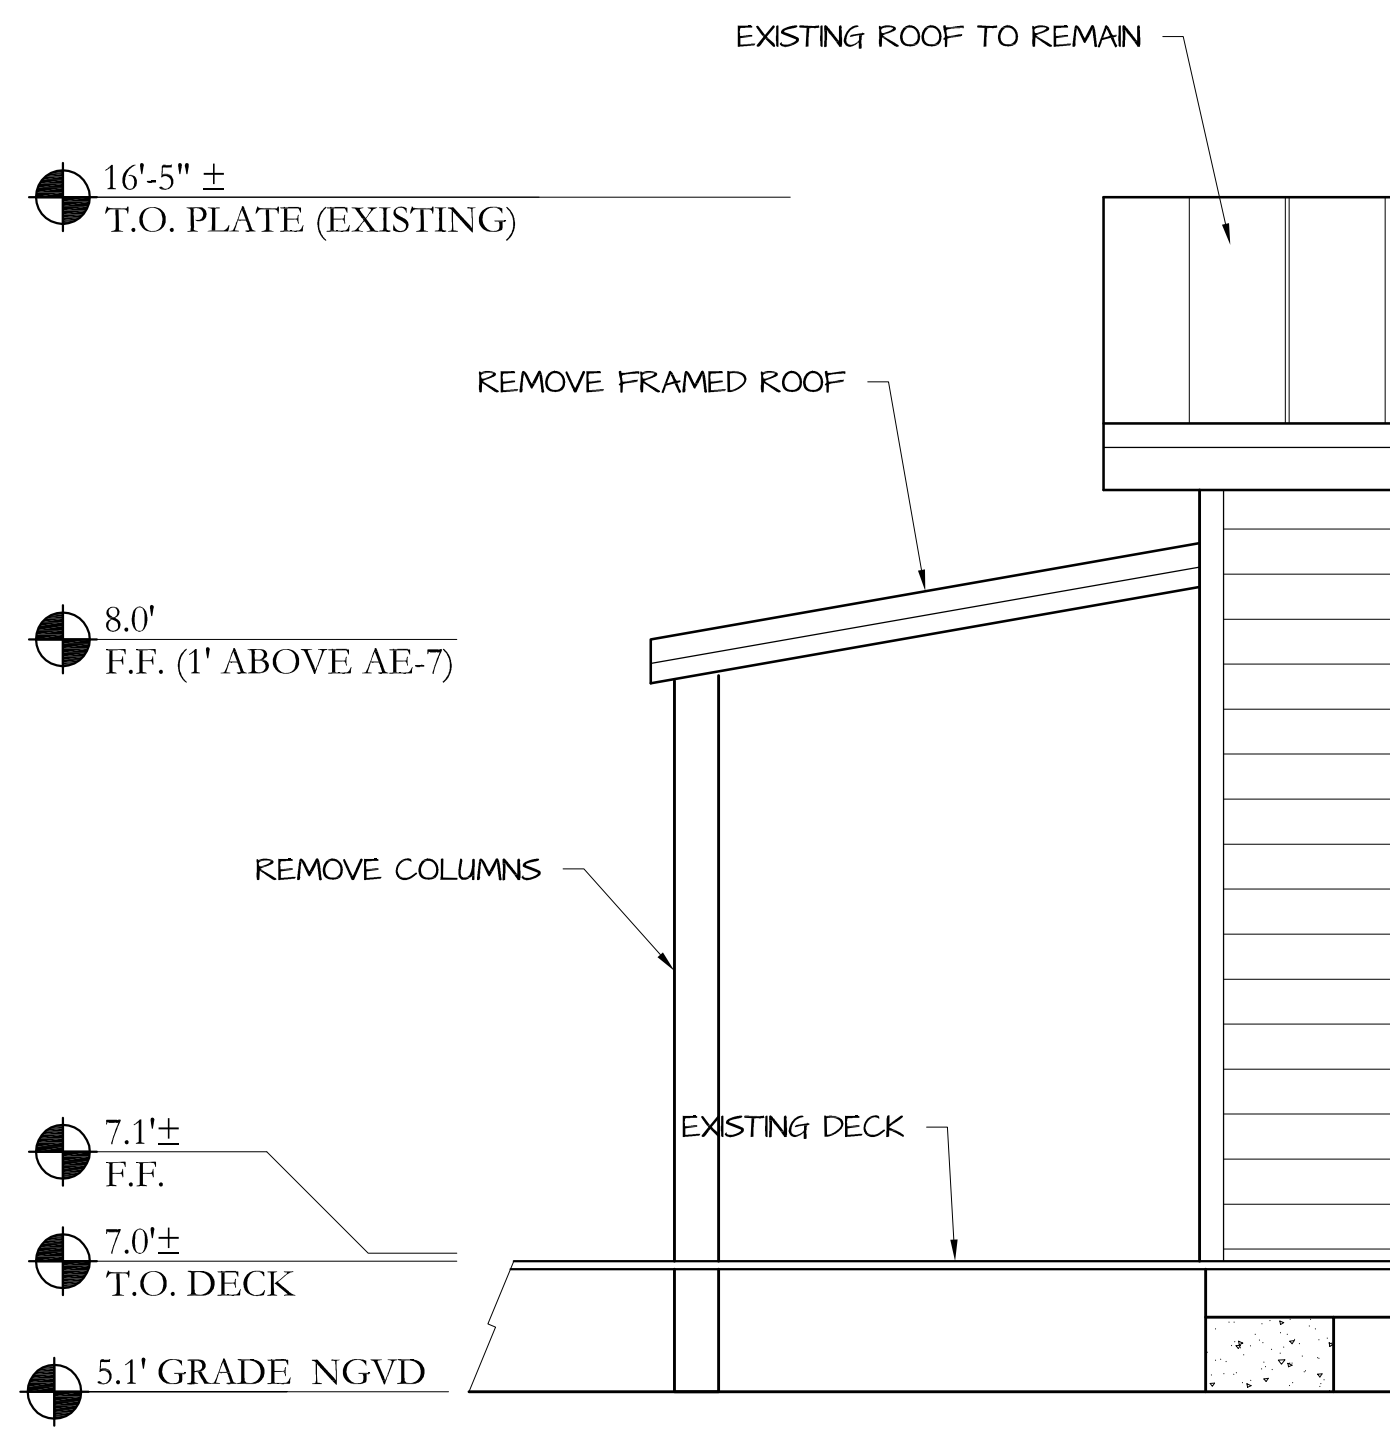 EXISTING ROOF TO REMAIN
16'-5" ±
T.O. PLATE (EXISTING)
REMOVE FRAMED ROOF
8.0'
F.F. (1' ABOVE AE-7)
REMOVE COLUMNS
EXISTING DECK
7.1'±
F.F.
7.0'±
T.O. DECK
5.1' GRADE NGVD